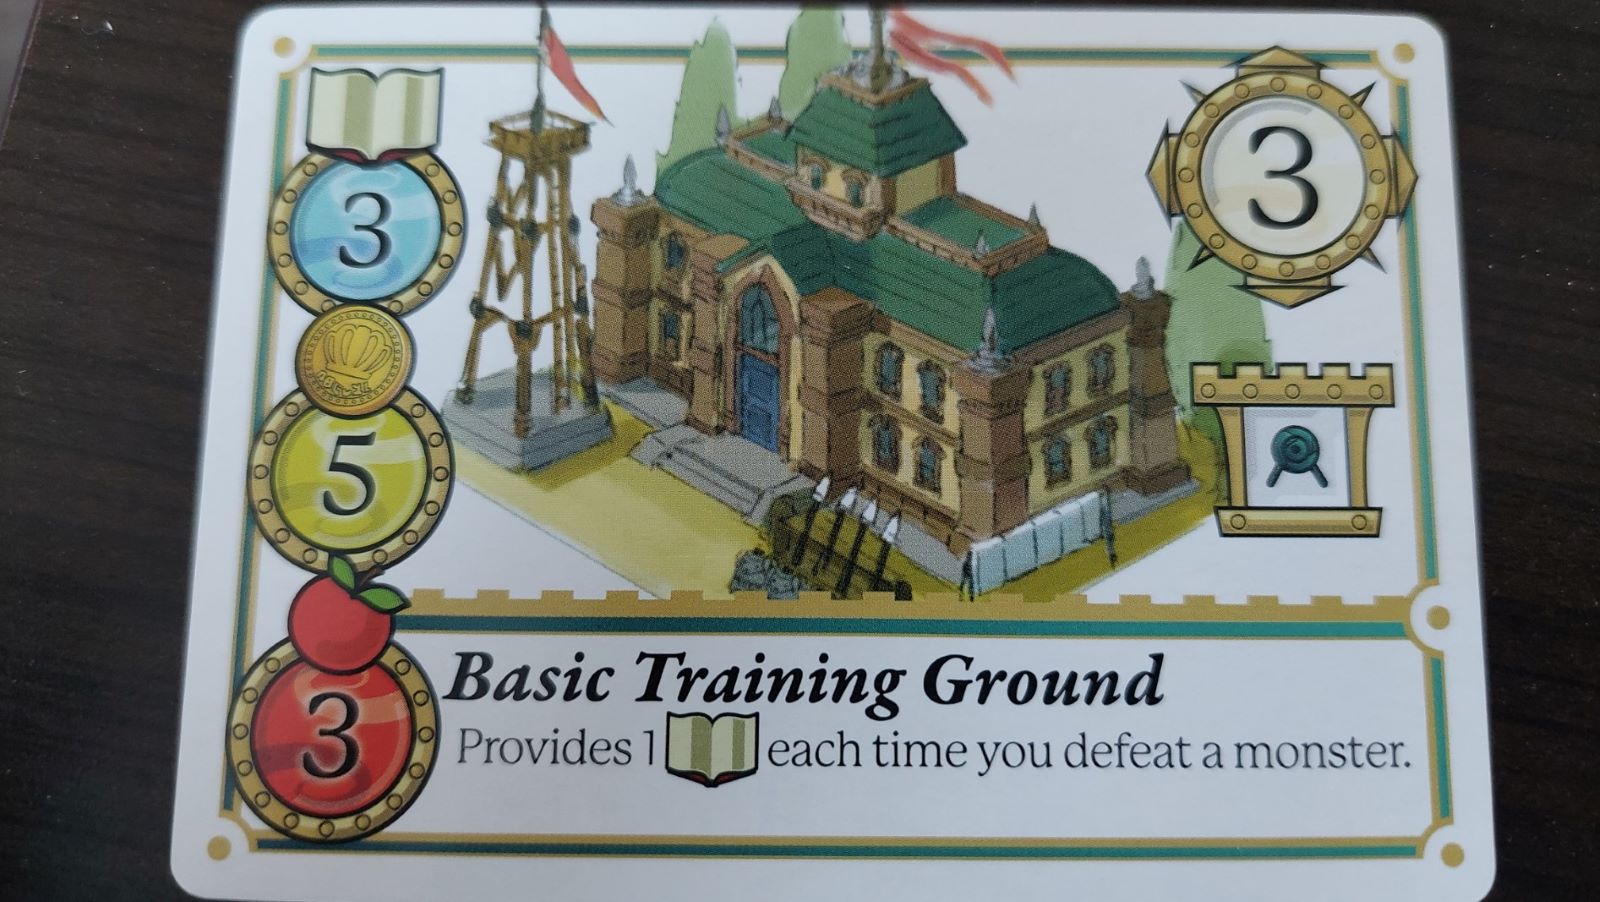 3
3
5
3
Basic Training Ground
Provides 1 each time you defeat a monster.